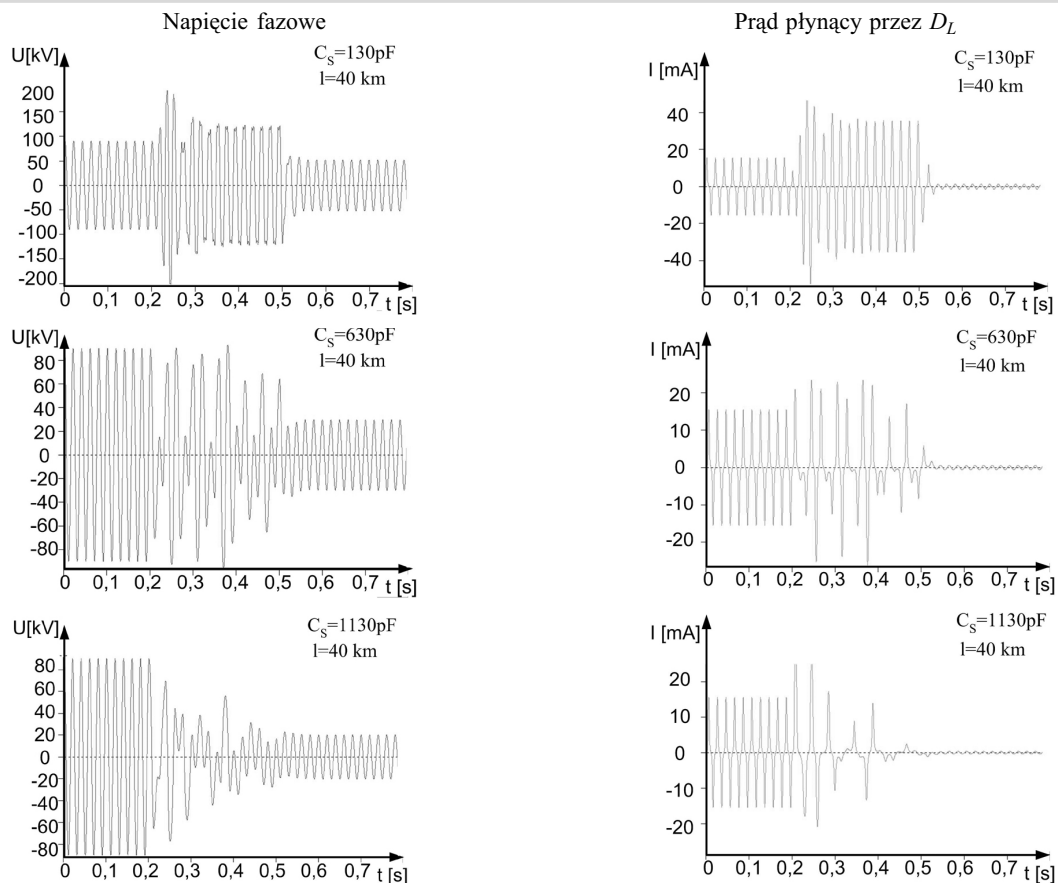 Napięcie fazowe
Prąd płynący przez D_L
U[kV]
C_S=130pF
l=40 km
200
150
100
50
0
-50
-100
-150
-200
0 0,1 0,2 0,3 0,4 0,5 0,6 0,7 t [s]
I [mA]
C_S=130pF
l=40 km
40
20
0
-20
-40
0 0,1 0,2 0,3 0,4 0,5 0,6 0,7 t [s]
U[kV]
C_S=630pF
l=40 km
80
60
40
20
0
-20
-40
-60
-80
0 0,1 0,2 0,3 0,4 0,5 0,6 0,7 t [s]
I [mA]
C_S=630pF
l=40 km
20
10
0
-10
-20
0 0,1 0,2 0,3 0,4 0,5 0,6 0,7 t [s]
U[kV]
C_S=1130pF
l=40 km
80
60
40
20
0
-20
-40
-60
-80
0 0,1 0,2 0,3 0,4 0,5 0,6 0,7 t [s]
I [mA]
C_S=1130pF
l=40 km
20
10
0
-10
-20
0 0,1 0,2 0,3 0,4 0,5 0,6 0,7 t [s]